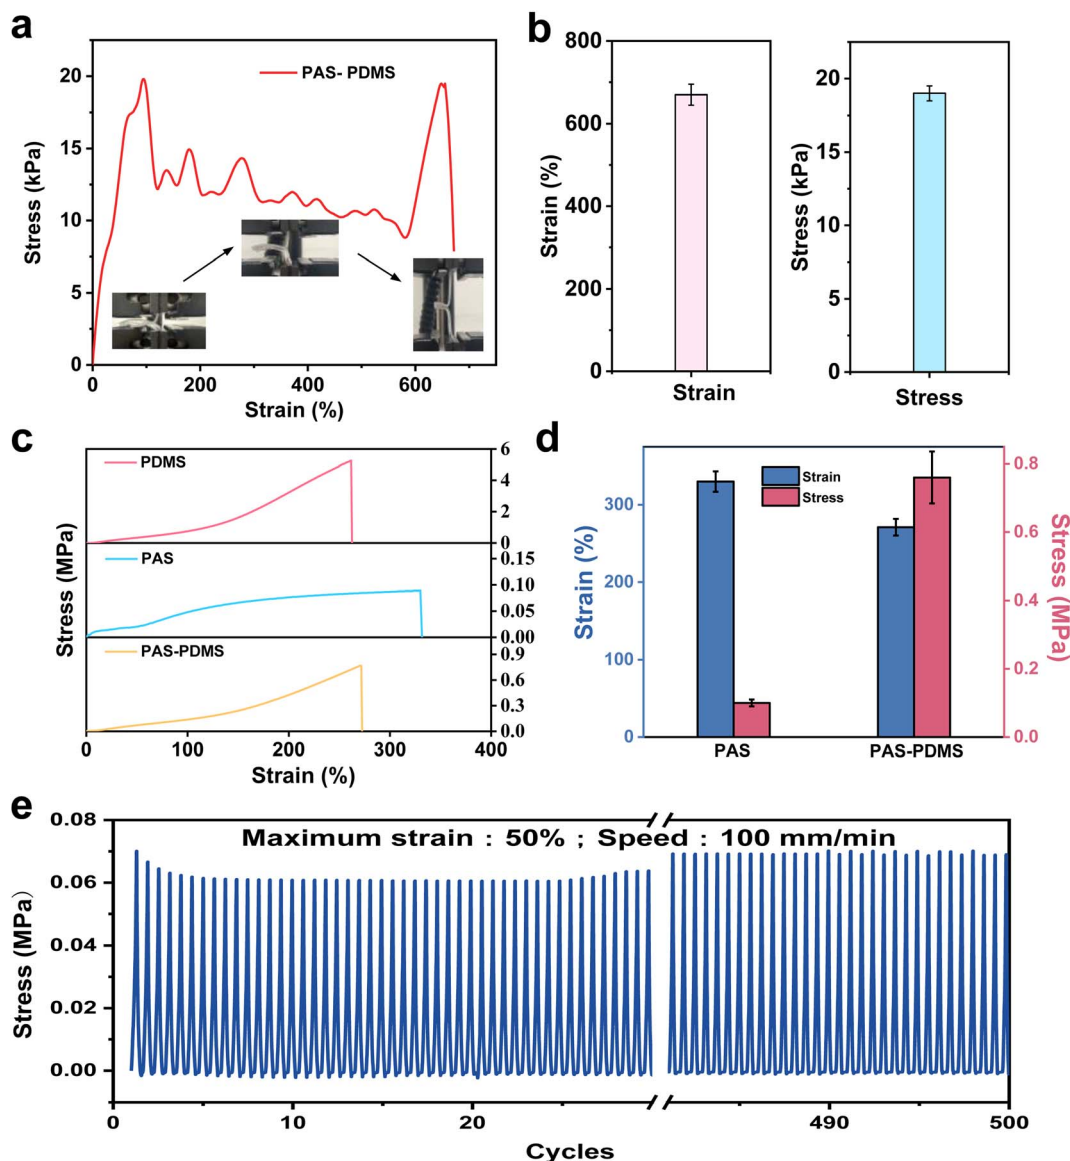 a
Stress (kPa)
20
15
10
5
0
PAS- PDMS
0
200
400
600
Strain (%)
b
Strain (%)
800
600
400
200
0
Strain
Stress (kPa)
20
15
10
5
0
Stress
c
Stress (MPa)
PDMS
6
4
2
0
PAS
0.15
0.10
0.05
0.00
PAS-PDMS
0.9
0.6
0.3
0.0
0
100
200
300
400
Strain (%)
d
Strain (%)
300
200
100
0
Strain
Stress
0.8
0.6
0.4
0.2
0.0
Stress (MPa)
PAS
PAS-PDMS
e
Stress (MPa)
0.08
0.06
0.04
0.02
0.00
Maximum strain : 50% ; Speed : 100 mm/min
0
10
20
490
500
Cycles